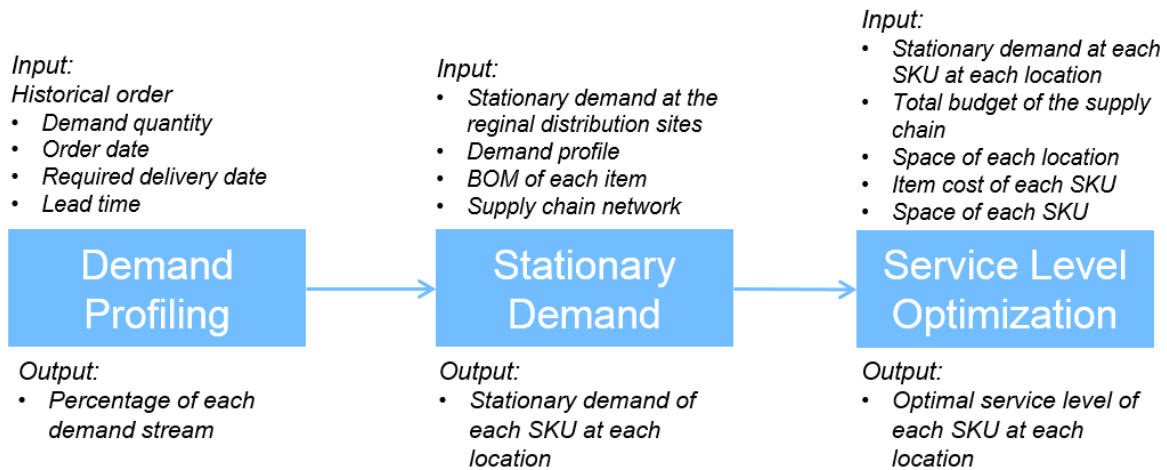 Input:
Historical order
• Demand quantity
• Order date
• Required delivery date
• Lead time
Demand
Profiling
Output:
• Percentage of each
demand stream
Input:
• Stationary demand at the
reginal distribution sites
• Demand profile
• BOM of each item
• Supply chain network
Stationary
Demand
Output:
• Stationary demand of
each SKU at each
location
Input:
• Stationary demand at each
SKU at each location
• Total budget of the supply
chain
• Space of each location
• Item cost of each SKU
• Space of each SKU
Service Level
Optimization
Output:
• Optimal service level of
each SKU at each
location